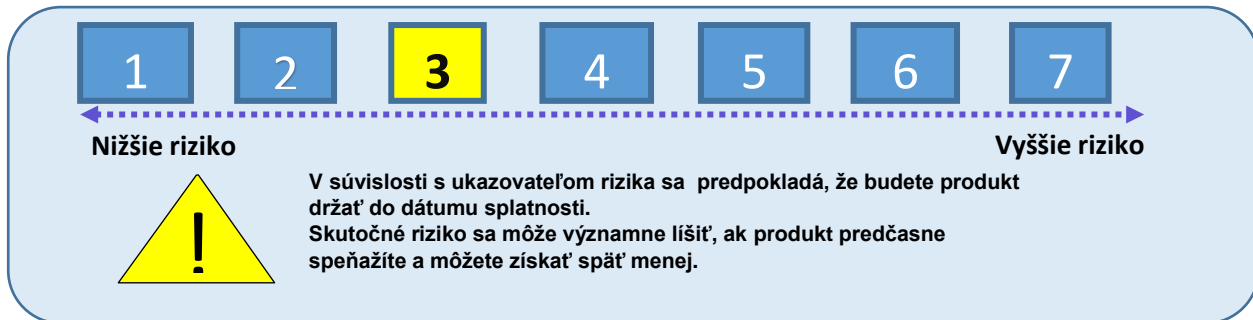 1 2 3 4 5 6 7
Nižšie riziko Vyššie riziko
!
V súvislosti s ukazovateľom rizika sa predpokladá, že budete produkt
držať do dátumu splatnosti.
Skutočné riziko sa môže významne líšiť, ak produkt predčasne
speňažíte a môžete získať späť menej.